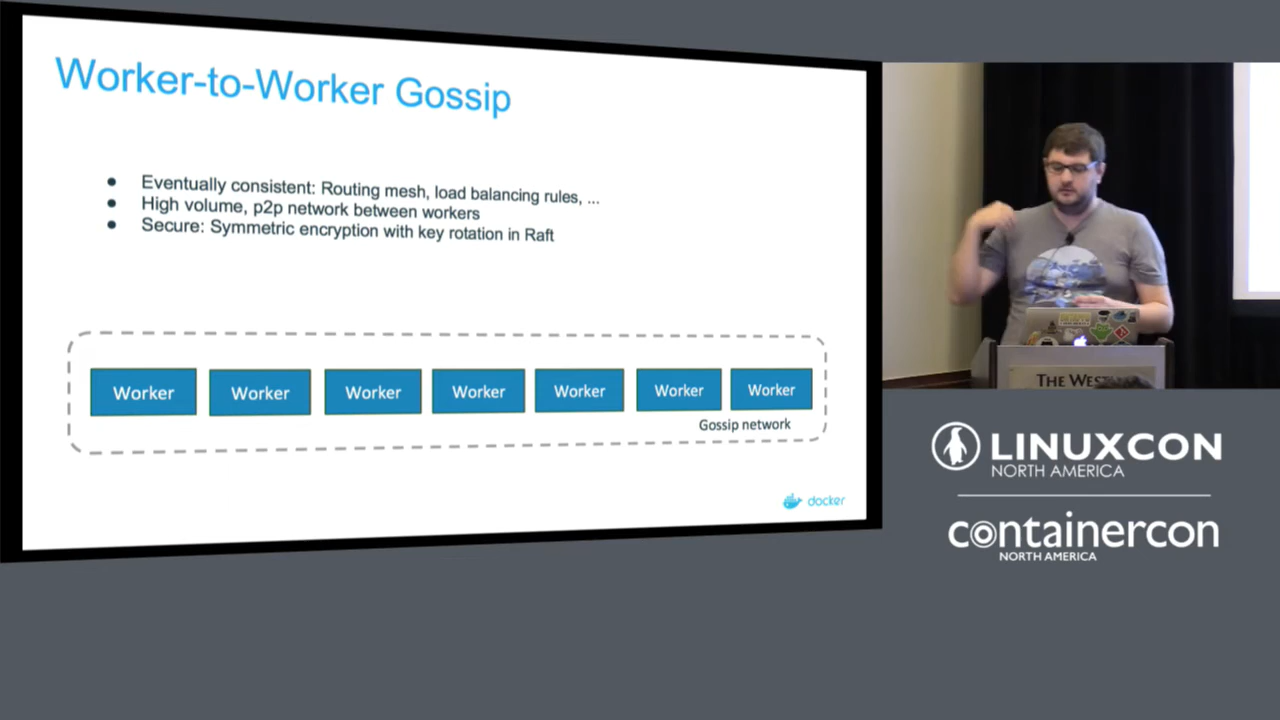 Worker-to-Worker Gossip
Eventually consistent: Routing mesh, load balancing rules, ...
High volume, p2p network between workers
Secure: Symmetric encryption with key rotation in Raft
Worker Worker Worker Worker Worker Worker Worker
Gossip network
docker
THE WEST
LINUXCON
NORTH AMERICA
containercon
NORTH AMERICA